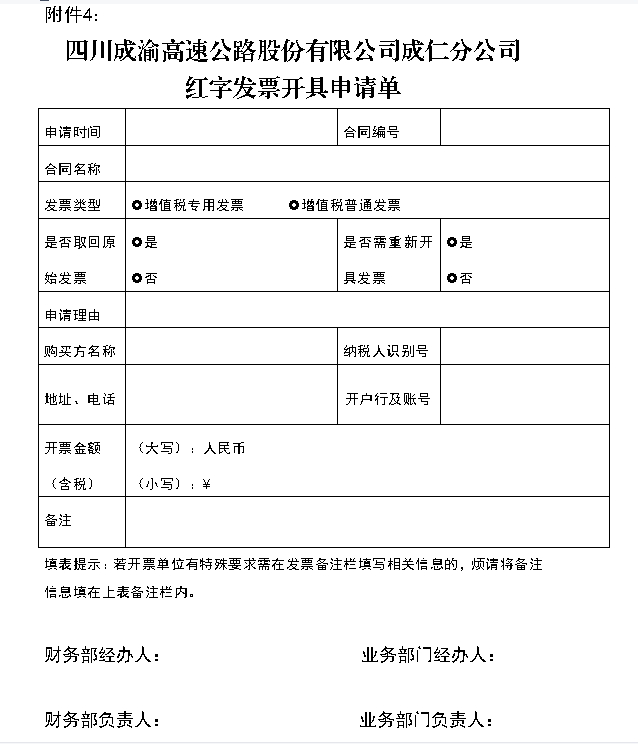 附件4：
四川成渝高速公路股份有限公司成仁分公司
红字发票开具申请单
申请时间 合同编号
合同名称
发票类型 增值税专用发票 增值税普通发票
是否取回原 是 是否需重新开 是
始发票 否 具发票 否
申请理由
购买方名称 纳税人识别号
地址、电话 开户行及账号
开票金额 （大写）：人民币
（含税） （小写）：￥
备注
填表提示：若开票单位有特殊要求需在发票备注栏填写相关信息的，烦请将备注
信息填在上表备注栏内。
财务部经办人： 业务部门经办人：
财务部负责人： 业务部门负责人：